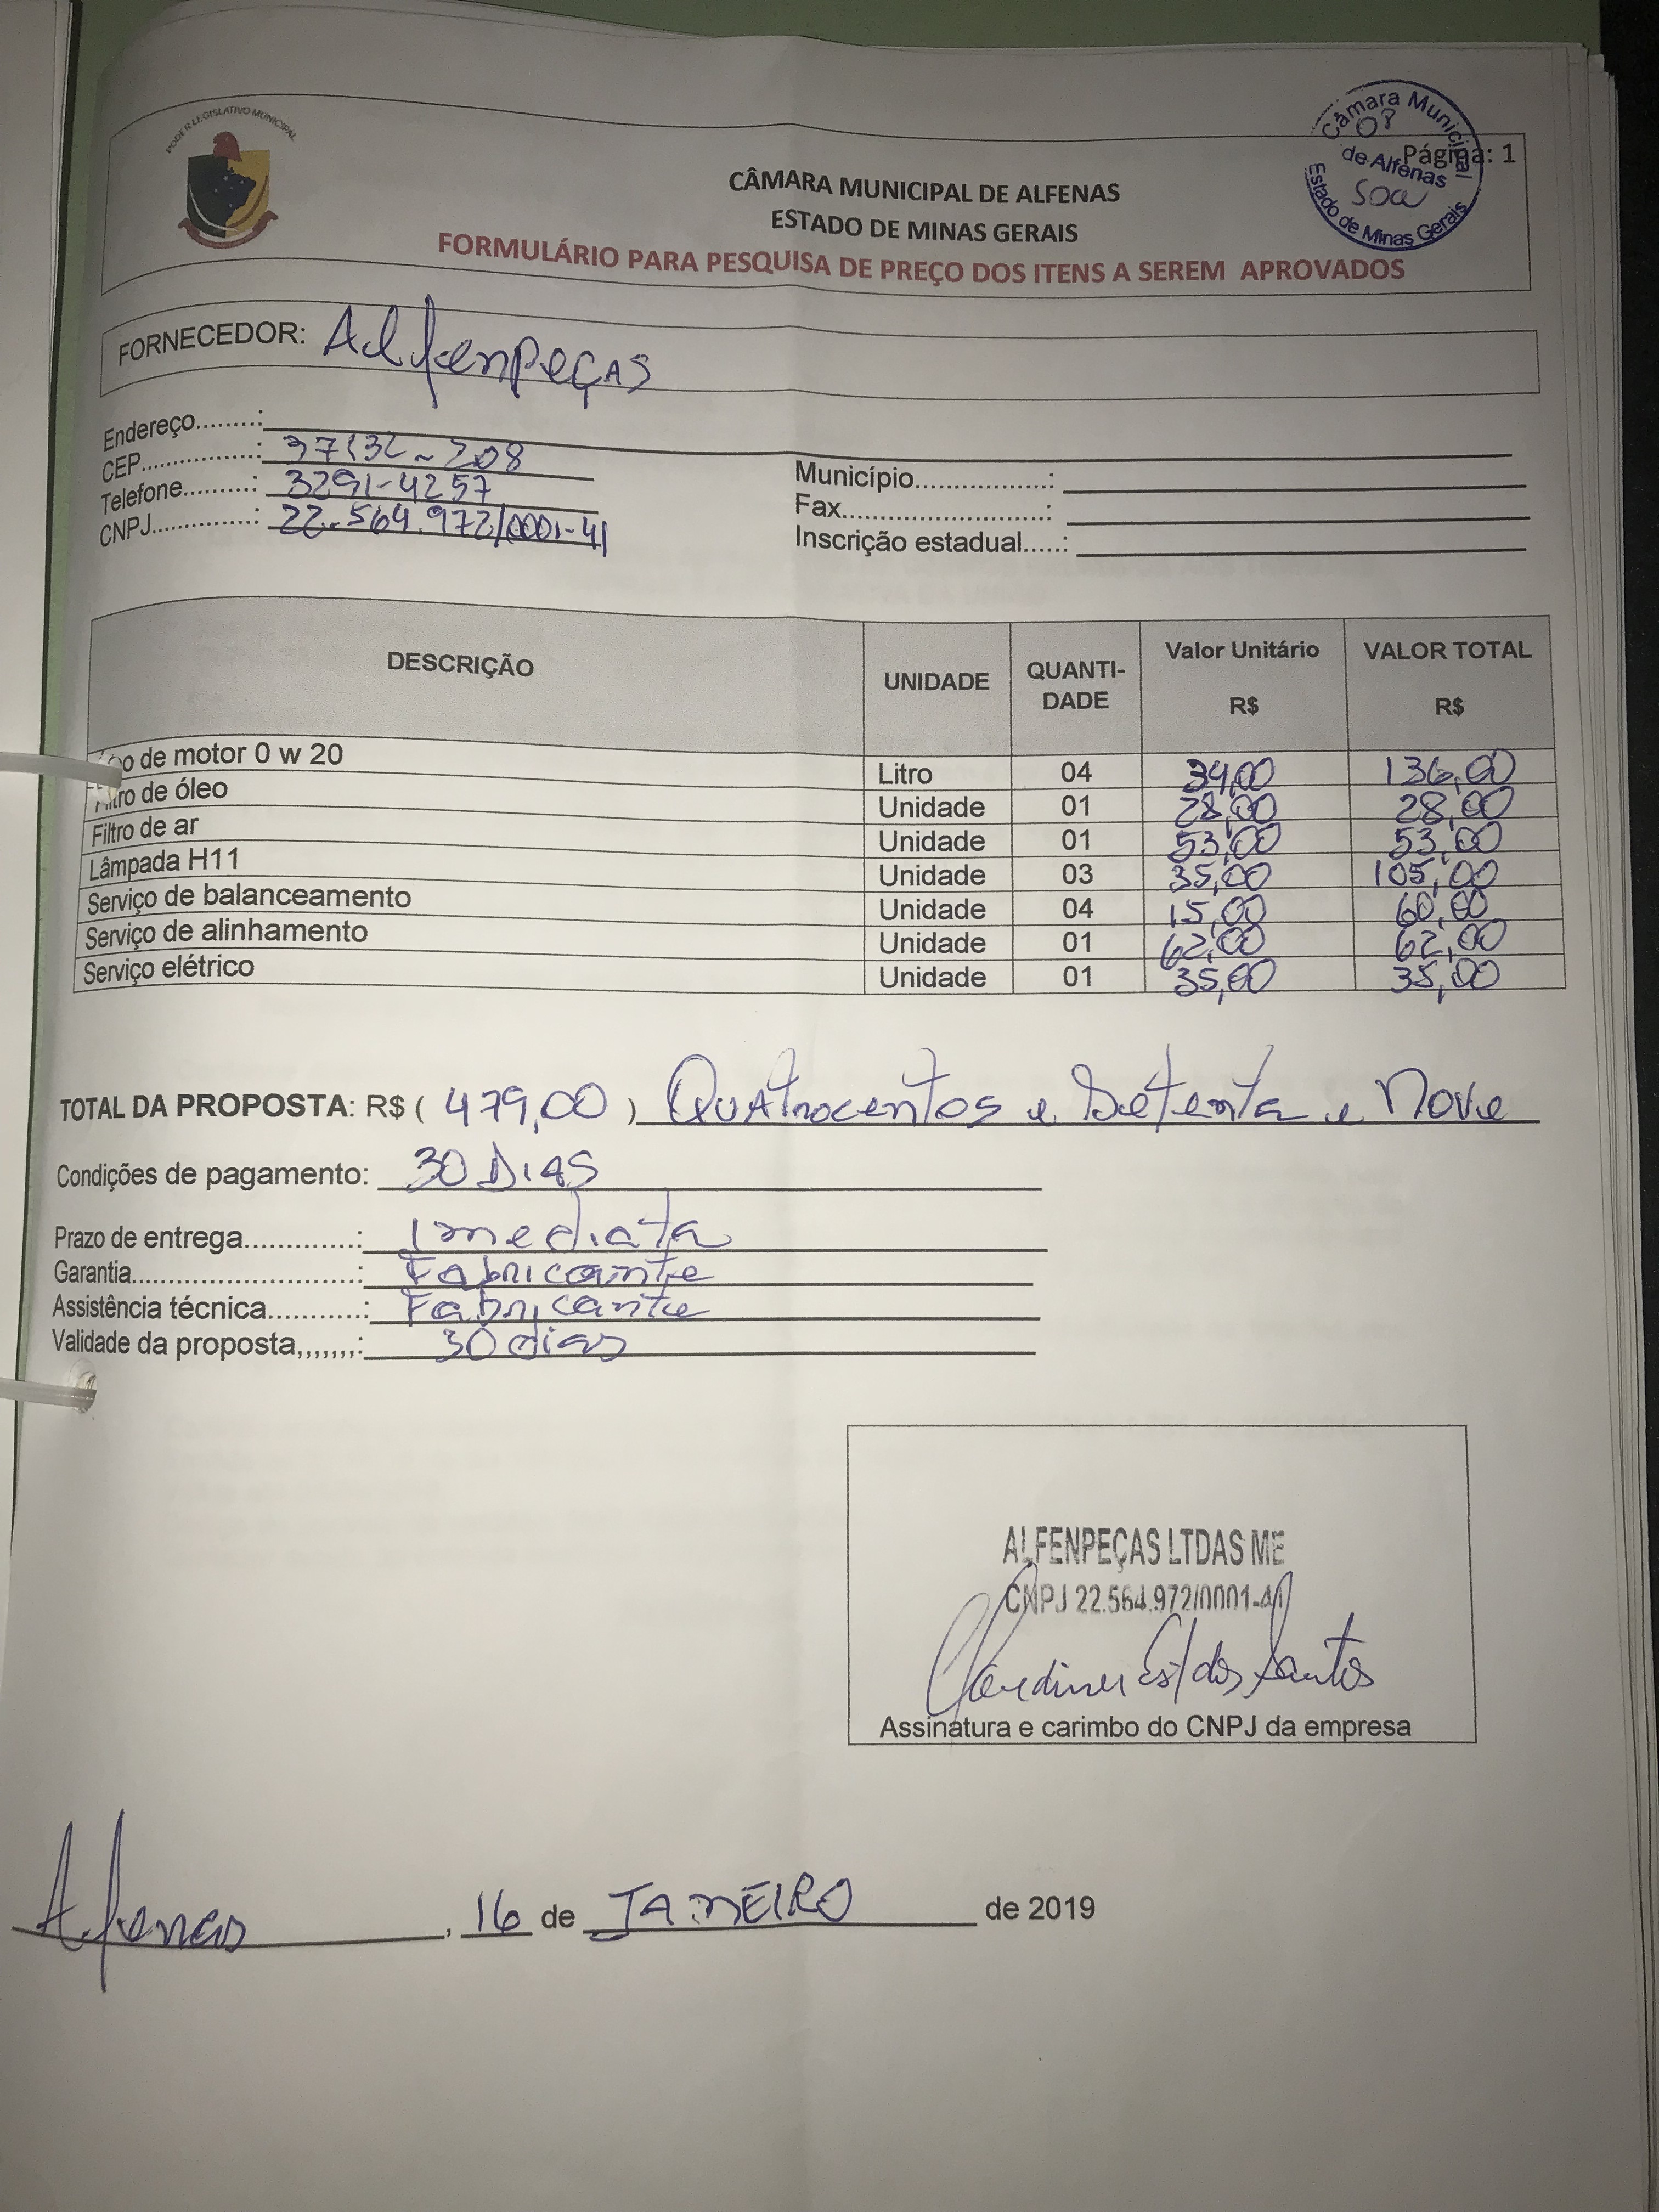 PODER LEGISLATIVO MUNICIPAL
Câmara Municipal
08
de Alfenas
Estado de Minas Gerais
Página: 1
CÂMARA MUNICIPAL DE ALFENAS
ESTADO DE MINAS GERAIS
FORMULÁRIO PARA PESQUISA DE PREÇO DOS ITENS A SEREM APROVADOS
FORNECEDOR: Alfenpeças
Endereço........:
CEP................: 37132-208 Município.................:
Telefone..........: 3291-4257 Fax..........................:
CNPJ..............: 22.564.972/0001-41 Inscrição estadual.....:
DESCRIÇÃO UNIDADE QUANTI-DADE Valor Unitário R$ VALOR TOTAL R$
de motor 0 w 20 Litro 04 34,00 136,00
Filtro de óleo Unidade 01 28,00 28,00
Filtro de ar Unidade 01 53,00 53,00
Lâmpada H11 Unidade 03 35,00 105,00
Serviço de balanceamento Unidade 04 15,00 60,00
Serviço de alinhamento Unidade 01 62,00 62,00
Serviço elétrico Unidade 01 35,00 35,00
TOTAL DA PROPOSTA: R$ ( 479,00 ) Quatrocentos e Setenta e Nove
Condições de pagamento: 30 DIAS
Prazo de entrega.............: Imediata
Garantia...........................: Fabricante
Assistência técnica...........: Fabricante
Validade da proposta,,,,,,,: 30 dias
ALFENPEÇAS LTDAS ME
CNPJ 22.564.972/0001-41
dos Santos
Assinatura e carimbo do CNPJ da empresa
Alfenas, 16 de JANEIRO de 2019